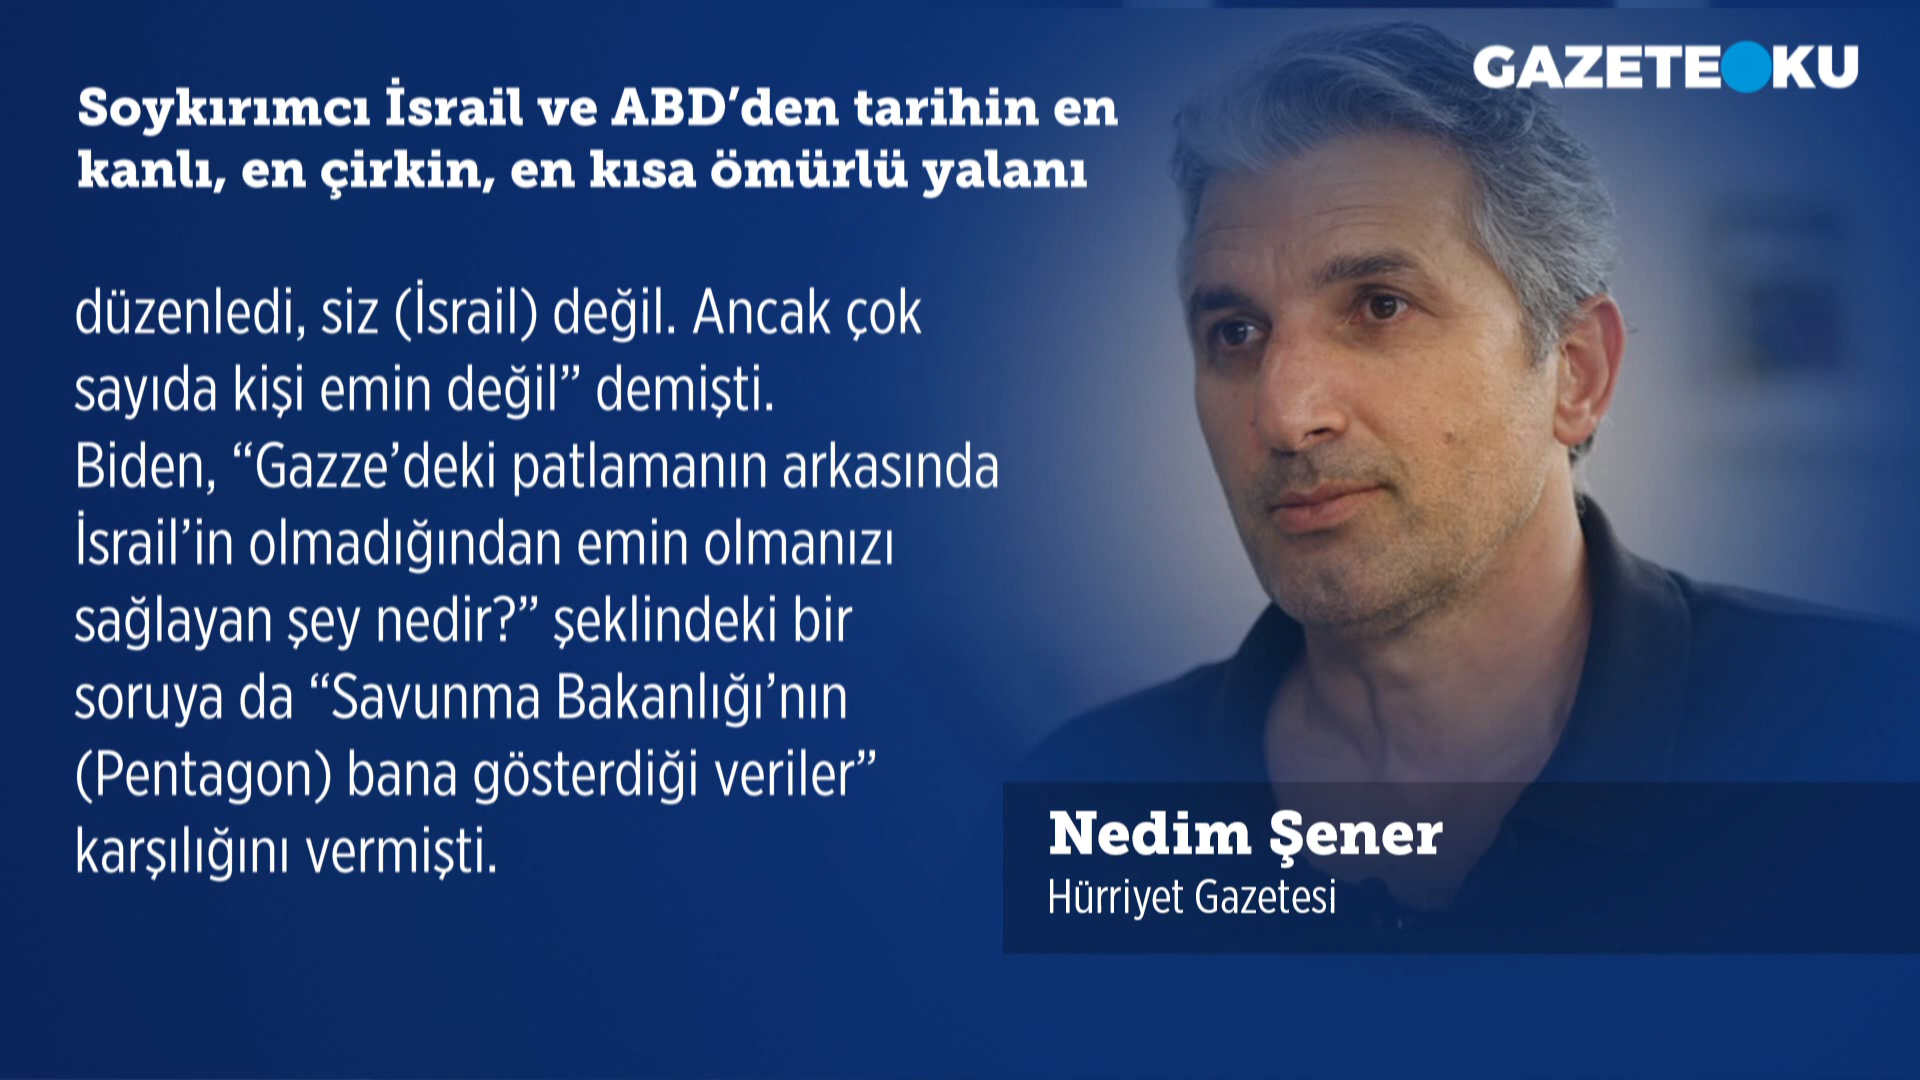 GAZETE OKU
Soykırımcı İsrail ve ABD’den tarihin en
kanlı, en çirkin, en kısa ömürlü yalanı
düzenledi, siz (İsrail) değil. Ancak çok
sayıda kişi emin değil” demişti.
Biden, “Gazze’deki patlamanın arkasında
İsrail’in olmadığından emin olmanızı
sağlayan şey nedir?” şeklindeki bir
soruya da “Savunma Bakanlığı’nın
(Pentagon) bana gösterdiği veriler”
karşılığını vermişti.
Nedim Şener
Hürriyet Gazetesi